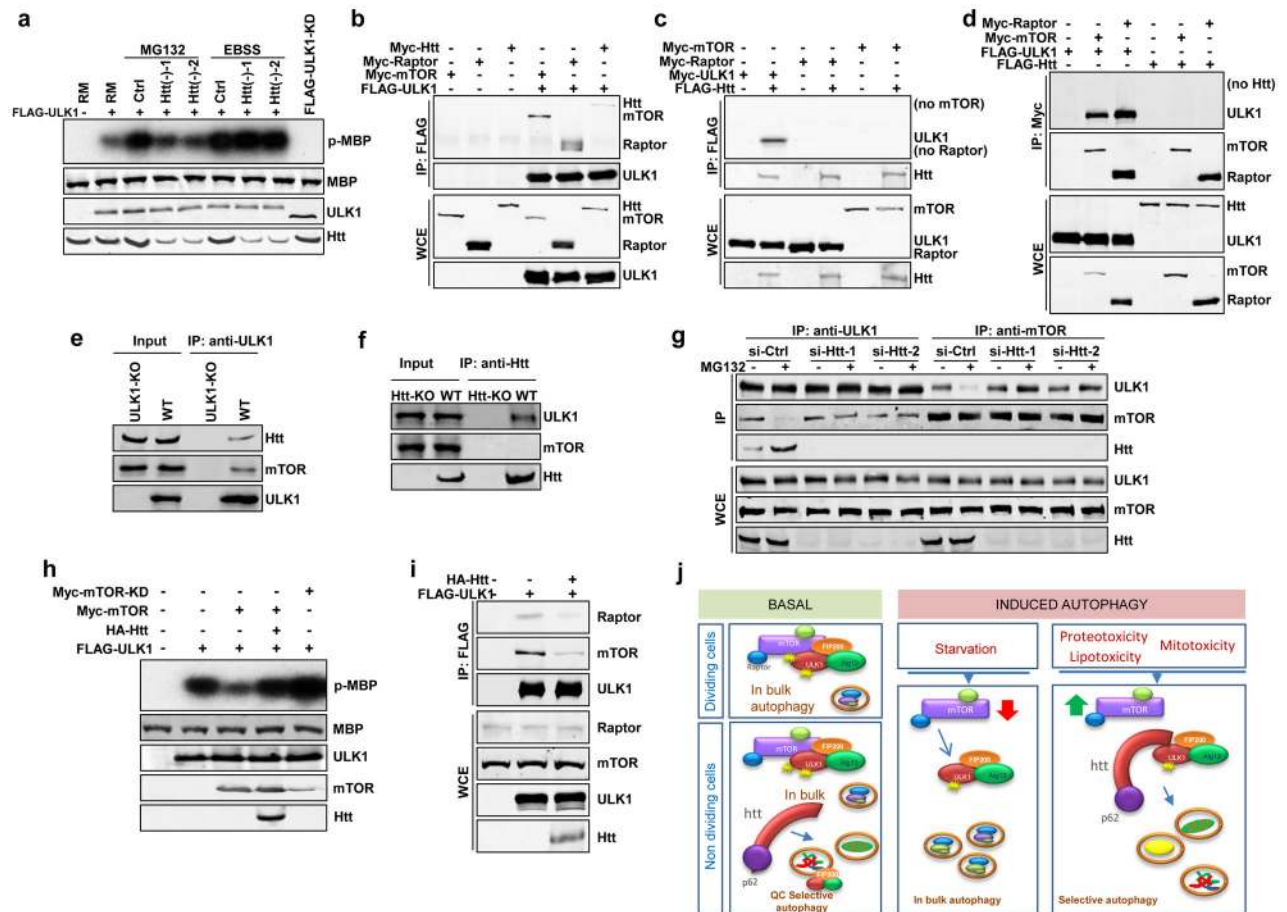 a
MG132 EBSS
RM RM Ctrl Htt(-)-1 Htt(-)-2 Ctrl Htt(-)-1 Htt(-)-2 FLAG-ULK1-KD
FLAG-ULK1 - + + + + + + +
p-MBP
MBP
ULK1
Htt
b
Myc-Htt - - + - - +
Myc-Raptor - + - - + -
Myc-mTOR + - - + - -
FLAG-ULK1 - - - + + +
IP: FLAG
Htt
mTOR
Raptor
ULK1
WCE
Htt
mTOR
Raptor
ULK1
c
Myc-mTOR - - - - + +
Myc-Raptor - - + + - -
Myc-ULK1 + + - - - -
FLAG-Htt - + - + - +
IP: FLAG
(no mTOR)
ULK1
(no Raptor)
Htt
WCE
mTOR
ULK1
Raptor
Htt
d
Myc-Raptor - - + - - +
Myc-mTOR - + - - + -
FLAG-ULK1 + + + - - -
FLAG-Htt - - - + + +
IP: Myc
(no Htt)
ULK1
mTOR
Raptor
WCE
Htt
ULK1
mTOR
Raptor
e
Input IP: anti-ULK1
ULK1-KO WT ULK1-KO WT
Htt
mTOR
ULK1
f
Input IP: anti-Htt
Htt-KO WT Htt-KO WT
ULK1
mTOR
Htt
g
IP: anti-ULK1 IP: anti-mTOR
si-Ctrl si-Htt-1 si-Htt-2 si-Ctrl si-Htt-1 si-Htt-2
MG132 - + - + - + - + - + - +
IP
ULK1
mTOR
Htt
WCE
ULK1
mTOR
Htt
h
Myc-mTOR-KD - - - - +
Myc-mTOR - - + + -
HA-Htt - - - + -
FLAG-ULK1 - + + + +
p-MBP
MBP
ULK1
mTOR
Htt
i
HA-Htt - - +
FLAG-ULK1 - + +
IP: FLAG
Raptor
mTOR
ULK1
WCE
Raptor
mTOR
ULK1
Htt
j
BASAL
INDUCED AUTOPHAGY
Starvation
Proteotoxicity
Lipotoxicity
Mitotoxicity
Dividing cells
mTOR
Raptor
FIP200
ULK1
Atg13
In bulk
autophagy
Non dividing cells
mTOR
FIP200
ULK1
Atg13
In bulk
htt
p62
FIP200
QC Selective
autophagy
mTOR
FIP200
ULK1
Atg13
In bulk autophagy
mTOR
htt
FIP200
ULK1
Atg13
p62
Selective autophagy